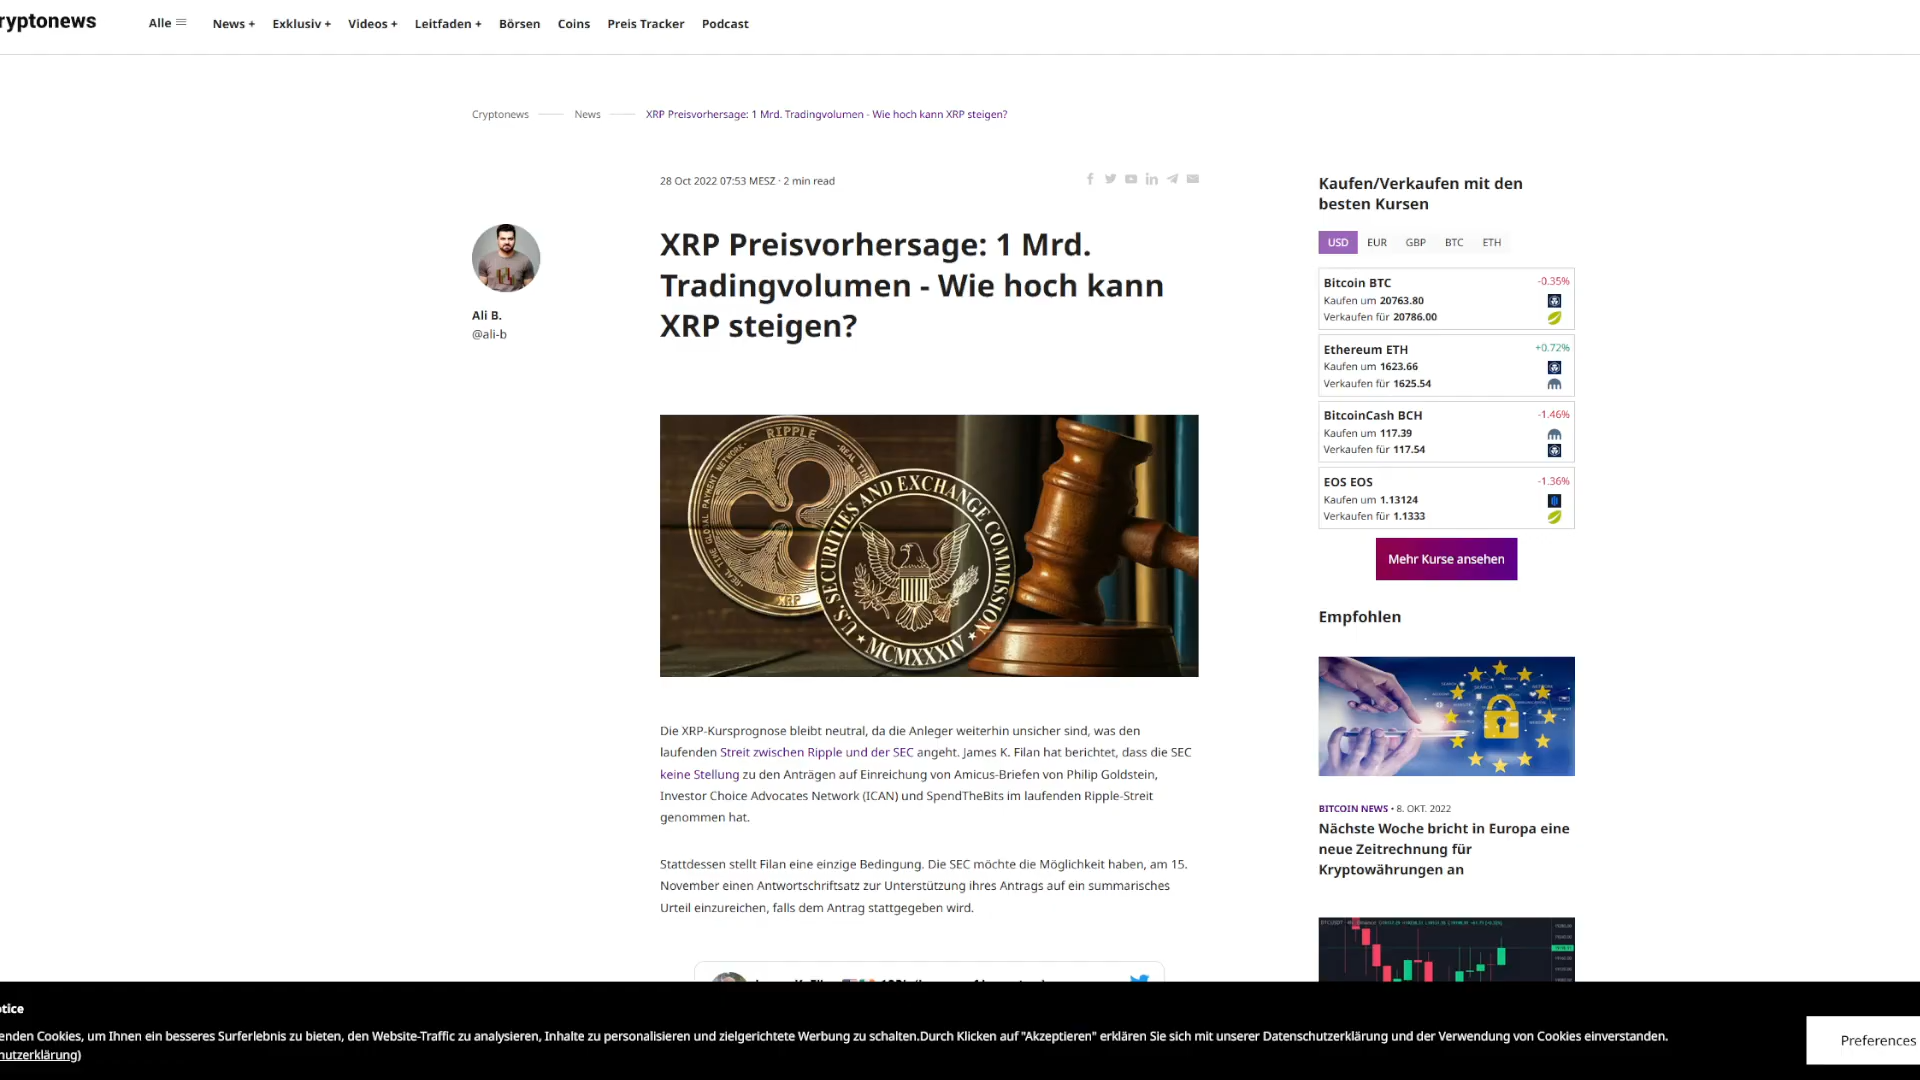 ryptonews
Alle
News +
Exklusiv +
Videos +
Leitfaden +
Börsen
Coins
Preis Tracker
Podcast
Cryptonews
News
XRP Preisvorhersage: 1 Mrd. Tradingvolumen - Wie hoch kann XRP steigen?
28 Oct 2022 07:53 MESZ · 2 min read
Ali B.
@ali-b
XRP Preisvorhersage: 1 Mrd.
Tradingvolumen - Wie hoch kann
XRP steigen?
RIPPLE
XRP
U.S. SECURITIES AND EXCHANGE COMMISSION
MCMXXXIV
Die XRP-Kursprognose bleibt neutral, da die Anleger weiterhin unsicher sind, was den
laufenden Streit zwischen Ripple und der SEC angeht. James K. Filan hat berichtet, dass die SEC
keine Stellung zu den Anträgen auf Einreichung von Amicus-Briefen von Philip Goldstein,
Investor Choice Advocates Network (ICAN) und SpendTheBits im laufenden Ripple-Streit
genommen hat.
Stattdessen stellt Filan eine einzige Bedingung. Die SEC möchte die Möglichkeit haben, am 15.
November einen Antwortschriftsatz zur Unterstützung ihres Antrags auf ein summarisches
Urteil einzureichen, falls dem Antrag stattgegeben wird.
Kaufen/Verkaufen mit den
besten Kursen
USD
EUR
GBP
BTC
ETH
Bitcoin BTC
-0.35%
Kaufen um 20763.80
Verkaufen für 20786.00
Ethereum ETH
+0.72%
Kaufen um 1623.66
Verkaufen für 1625.54
BitcoinCash BCH
-1.46%
Kaufen um 117.39
Verkaufen für 117.54
EOS EOS
-1.36%
Kaufen um 1.13124
Verkaufen für 1.1333
Mehr Kurse ansehen
Empfohlen
BITCOIN NEWS • 8. OKT. 2022
Nächste Woche bricht in Europa eine
neue Zeitrechnung für
Kryptowährungen an
otice
enden Cookies, um Ihnen ein besseres Surferlebnis zu bieten, den Website-Traffic zu analysieren, Inhalte zu personalisieren und zielgerichtete Werbung zu schalten.Durch Klicken auf "Akzeptieren" erklären Sie sich mit unserer Datenschutzerklärung und der Verwendung von Cookies einverstanden.
hutzerklärung)
Preferences